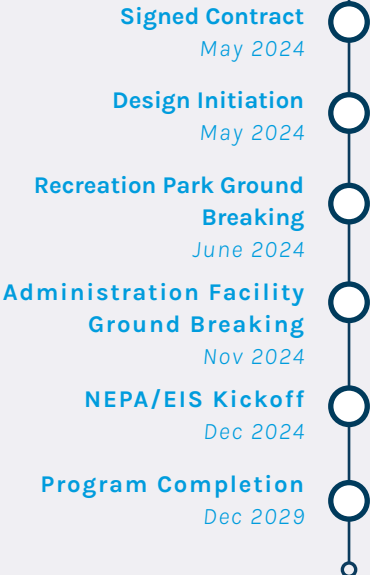 Signed Contract
May 2024
Design Initiation
May 2024
Recreation Park Ground
Breaking
June 2024
Administration Facility
Ground Breaking
Nov 2024
NEPA/EIS Kickoff
Dec 2024
Program Completion
Dec 2029